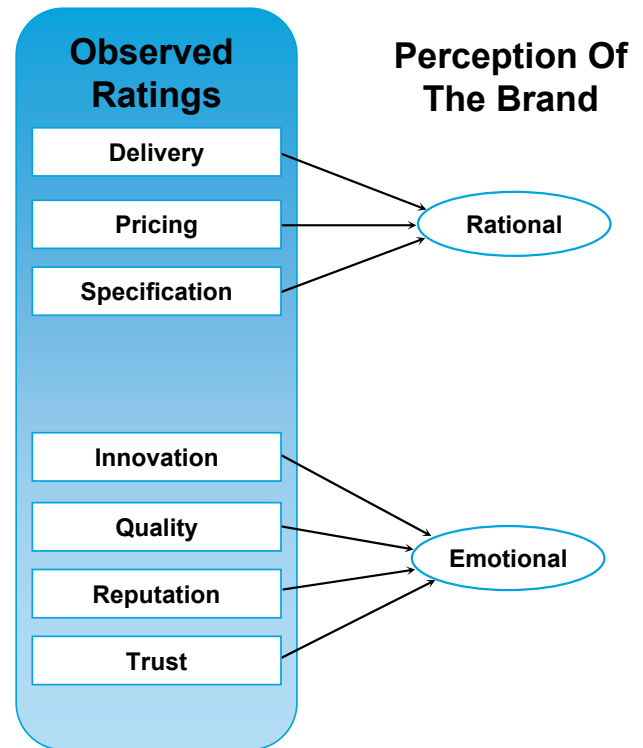 Observed
Ratings
Perception Of
The Brand
Delivery
Pricing
Specification
Rational
Innovation
Quality
Reputation
Trust
Emotional